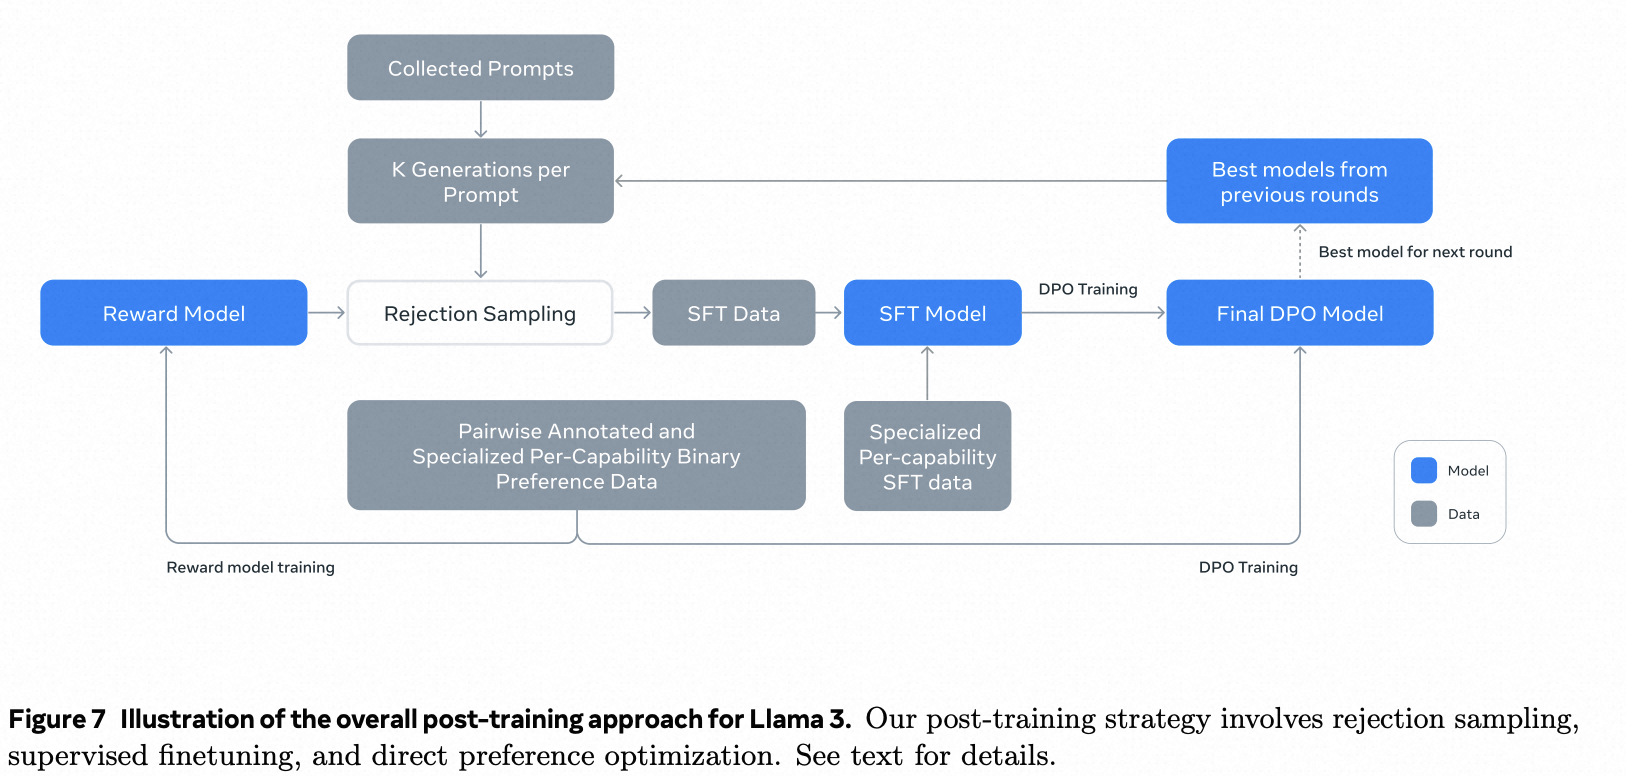 Collected Prompts
K Generations per
Prompt
Best models from
previous rounds
Best model for next round
Reward Model
Rejection Sampling
SFT Data
SFT Model
DPO Training
Final DPO Model
Pairwise Annotated and
Specialized Per-Capability Binary
Preference Data
Specialized
Per-capability
SFT data
Model
Data
Reward model training
DPO Training
Figure 7 Illustration of the overall post-training approach for Llama 3. Our post-training strategy involves rejection sampling,
supervised finetuning, and direct preference optimization. See text for details.